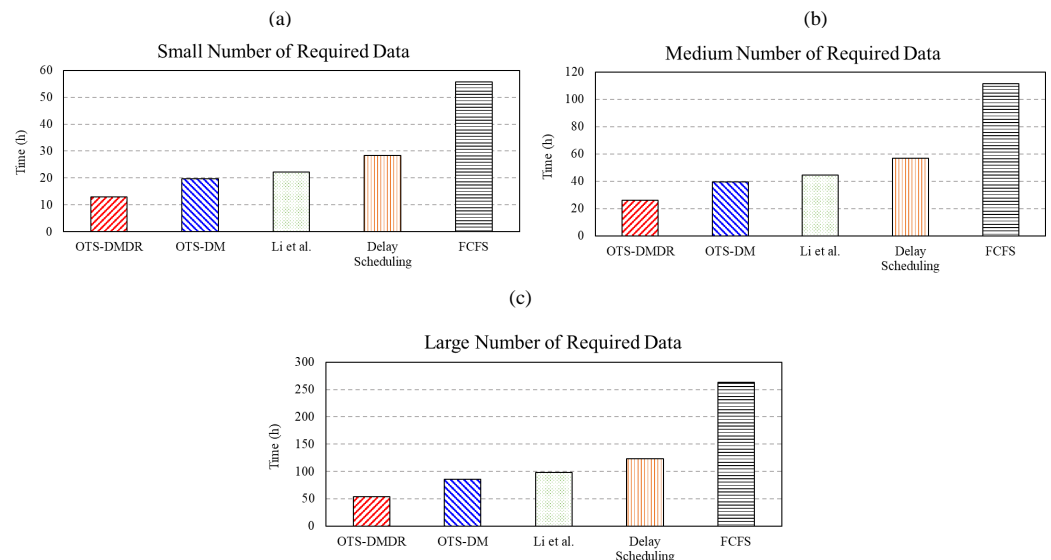 (a)
Small Number of Required Data
60
50
40
30
20
10
0
Time (h)
OTS-DMDR OTS-DM Li et al. Delay Scheduling FCFS
(b)
Medium Number of Required Data
120
100
80
60
40
20
0
Time (h)
OTS-DMDR OTS-DM Li et al. Delay Scheduling FCFS
(c)
Large Number of Required Data
300
250
200
150
100
50
0
Time (h)
OTS-DMDR OTS-DM Li et al. Delay Scheduling FCFS